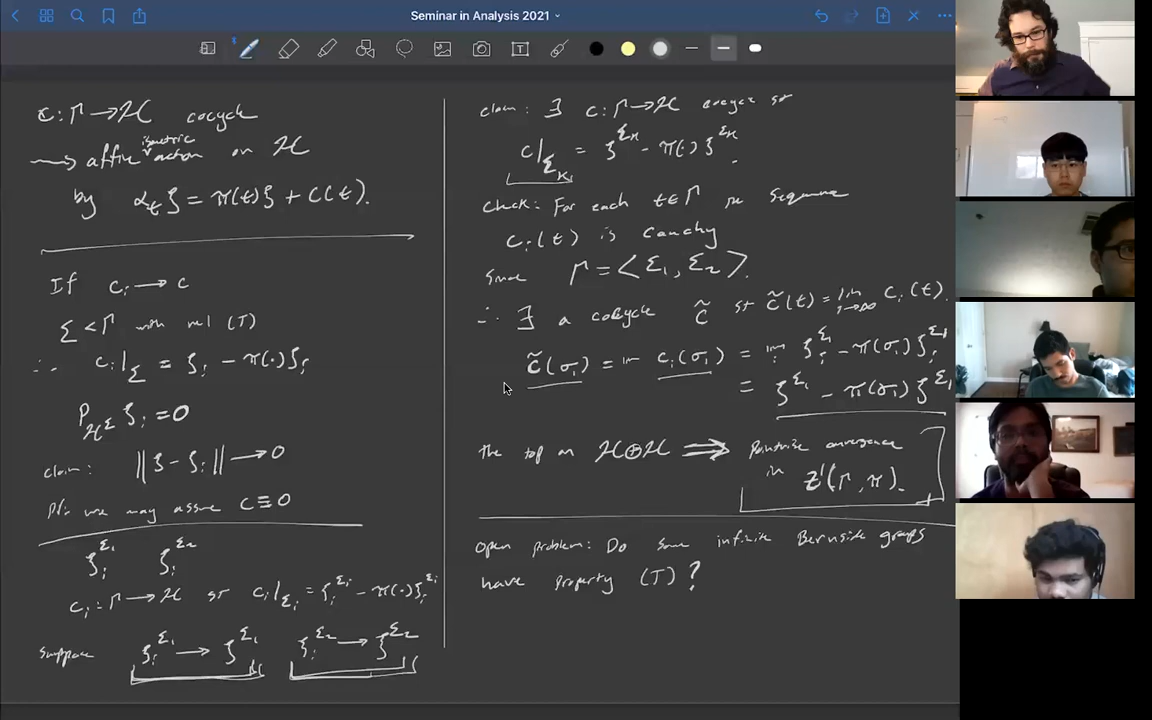 Seminar in Analysis 2021
c: Γ → ℋ cocycle
⇝ affine isometric action on ℋ
by α_t ξ = π(t)ξ + c(t).
If c_i → c
Σ < Γ with rel (T)
∴ c_i|_Σ = ξ_i − π(·)ξ_i
P_{ℋ^Σ} ξ_i = 0
claim: ||ξ − ξ_i|| → 0
Pf: we may assume c ≡ 0
ξ_i^{Σ_1} ξ_i^{Σ_2}
c_i: Γ → ℋ st c_i|_{Σ_j} = ξ_i^{Σ_j} − π(·)ξ_i^{Σ_j}
Suppose ξ_i^{Σ_1} → ξ^{Σ_1} ξ_i^{Σ_2} → ξ^{Σ_2}
claim: ∃ c: Γ → ℋ cocycle st
c|_{Σ_k} = ξ^{Σ_k} − π(·)ξ^{Σ_k}.
Check: For each t ∈ Γ the sequence
c_i(t) is Cauchy
Since Γ = <Σ_1, Σ_2>.
∴ ∃ a cocycle c̃ st c̃(t) = lim_{i→∞} c_i(t).
c̃(σ_1) = lim c_i(σ_1) = lim ξ_i^{Σ_1} − π(σ_1)ξ_i^{Σ_1}
= ξ^{Σ_1} − π(σ_1)ξ^{Σ_1}
the top on ℋ⊕ℋ ⟹ pointwise convergence
in Z^1(Γ, π).
Open problem: Do some infinite Bernside groups
have property (T)?